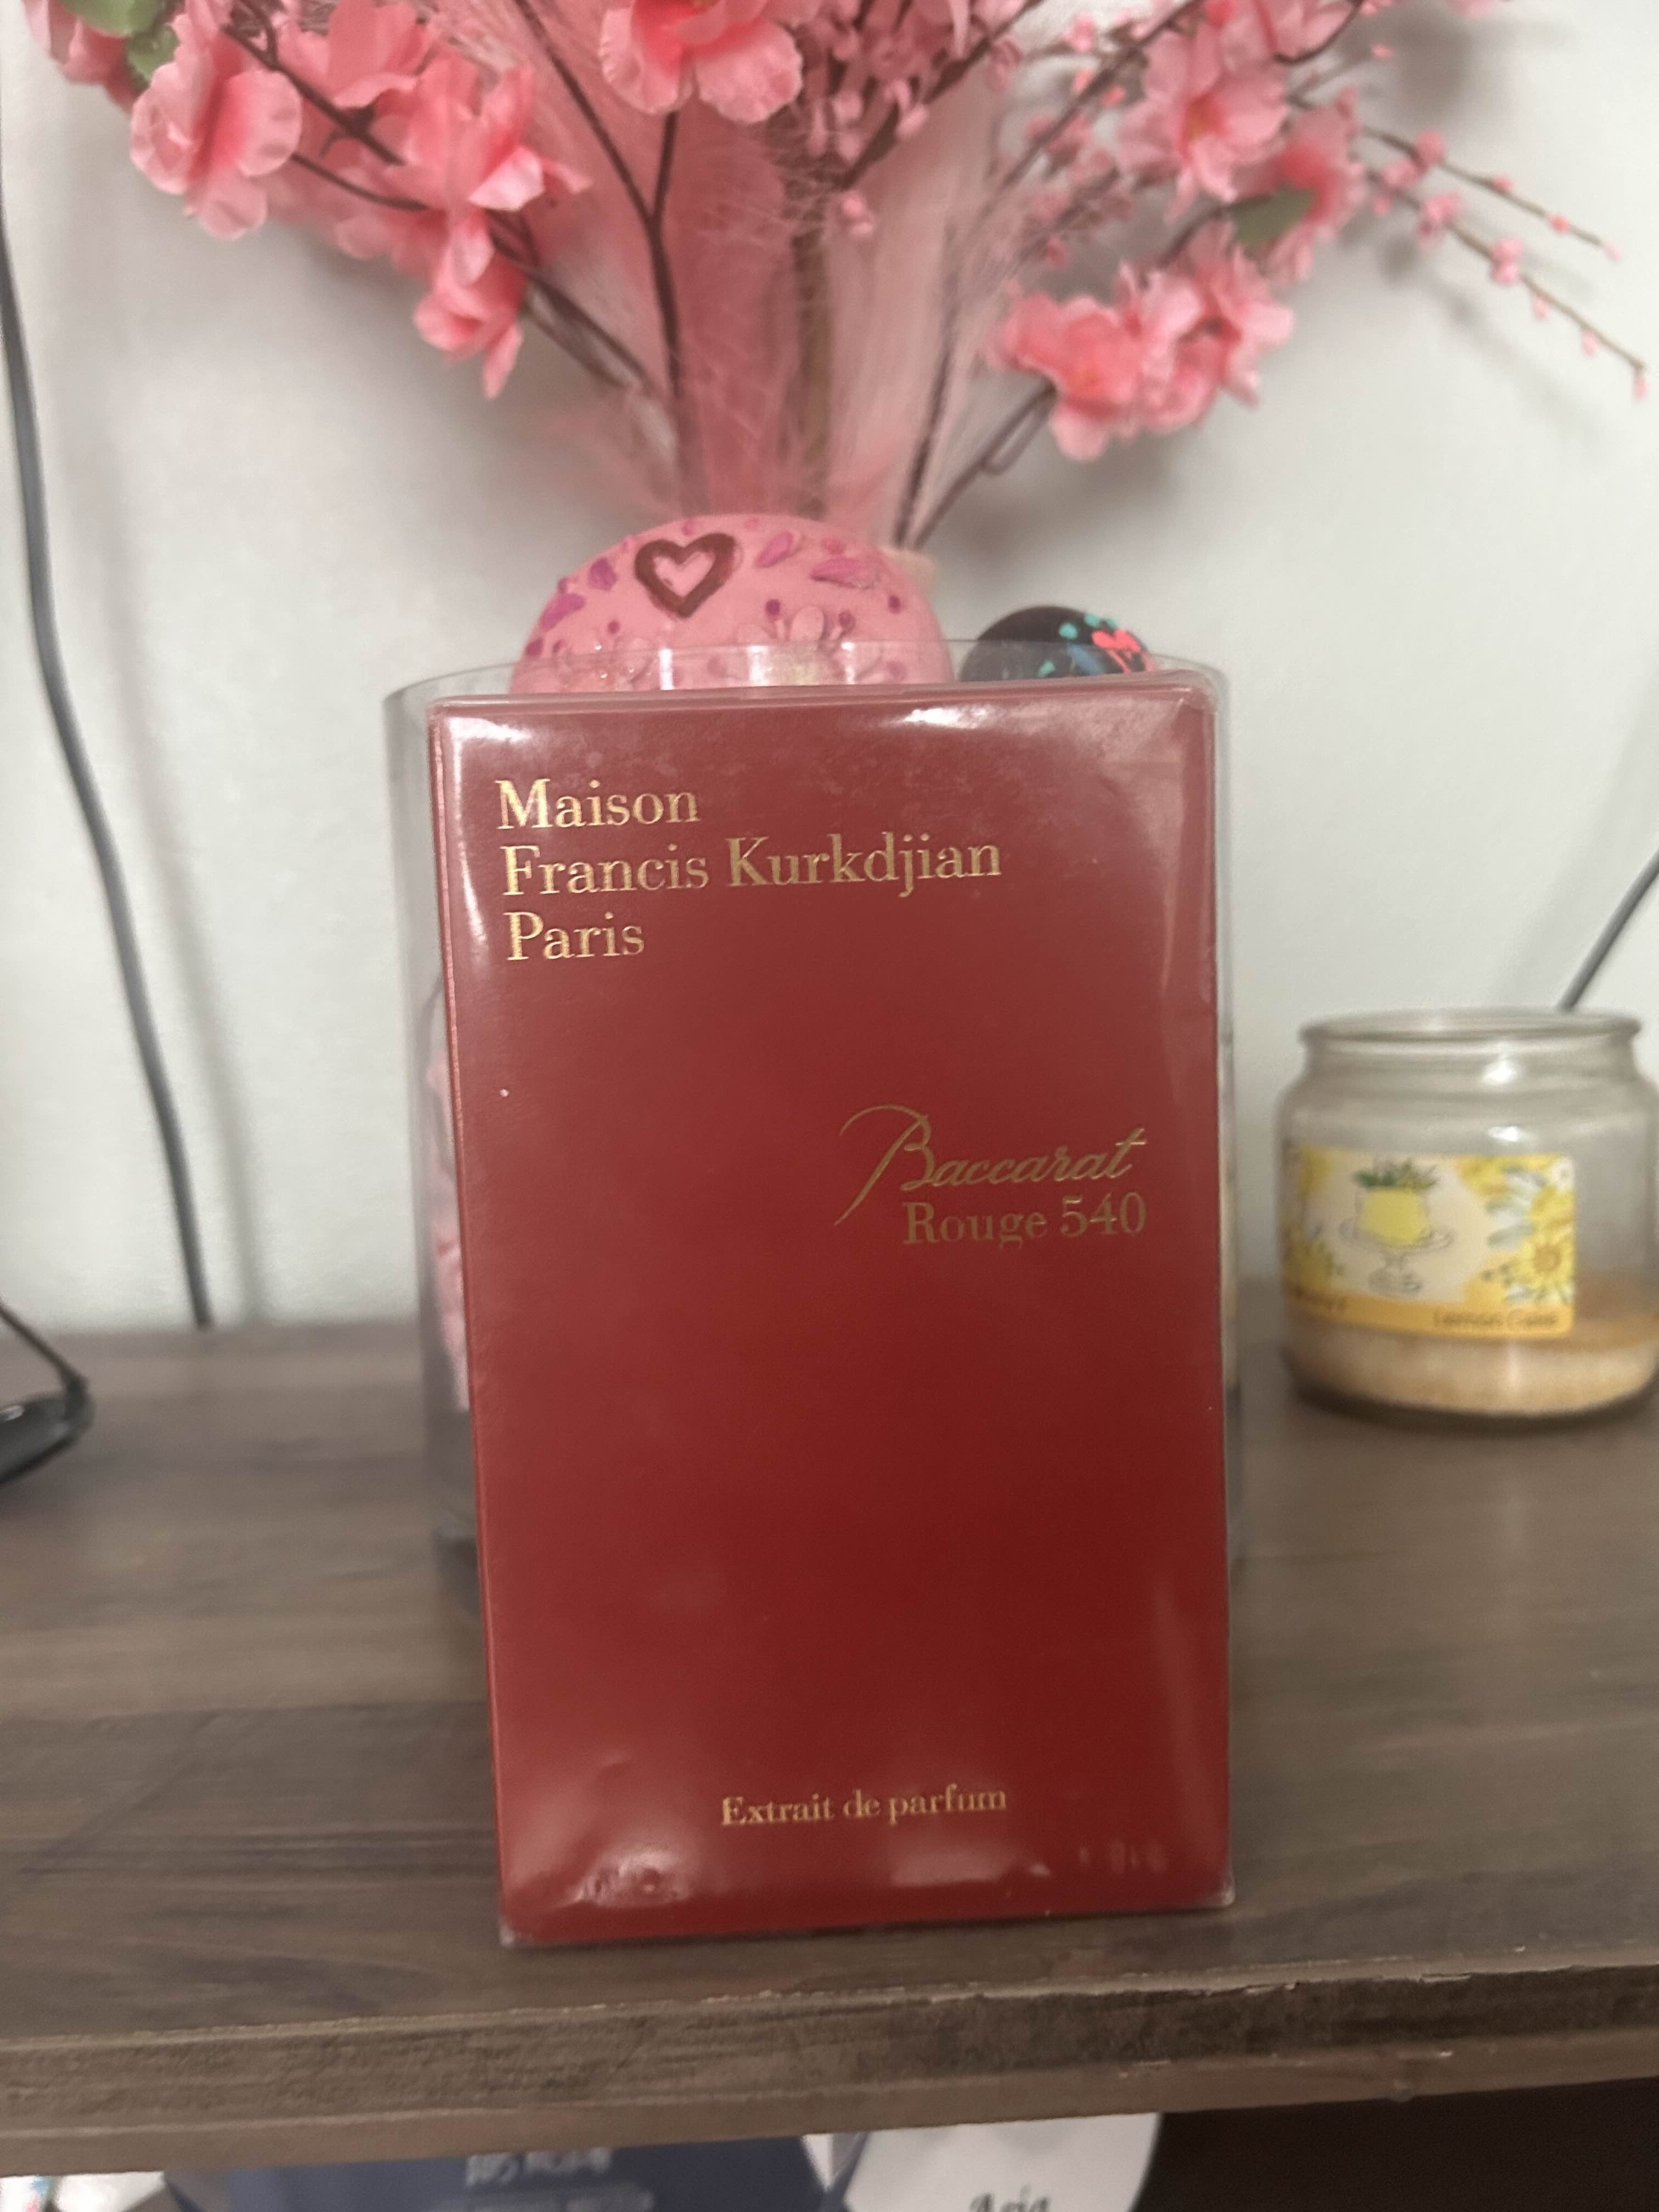 Maison
Francis Kurkdjian
Paris
Baccarat
Rouge 540
Extrait de parfum
Lemon Cake